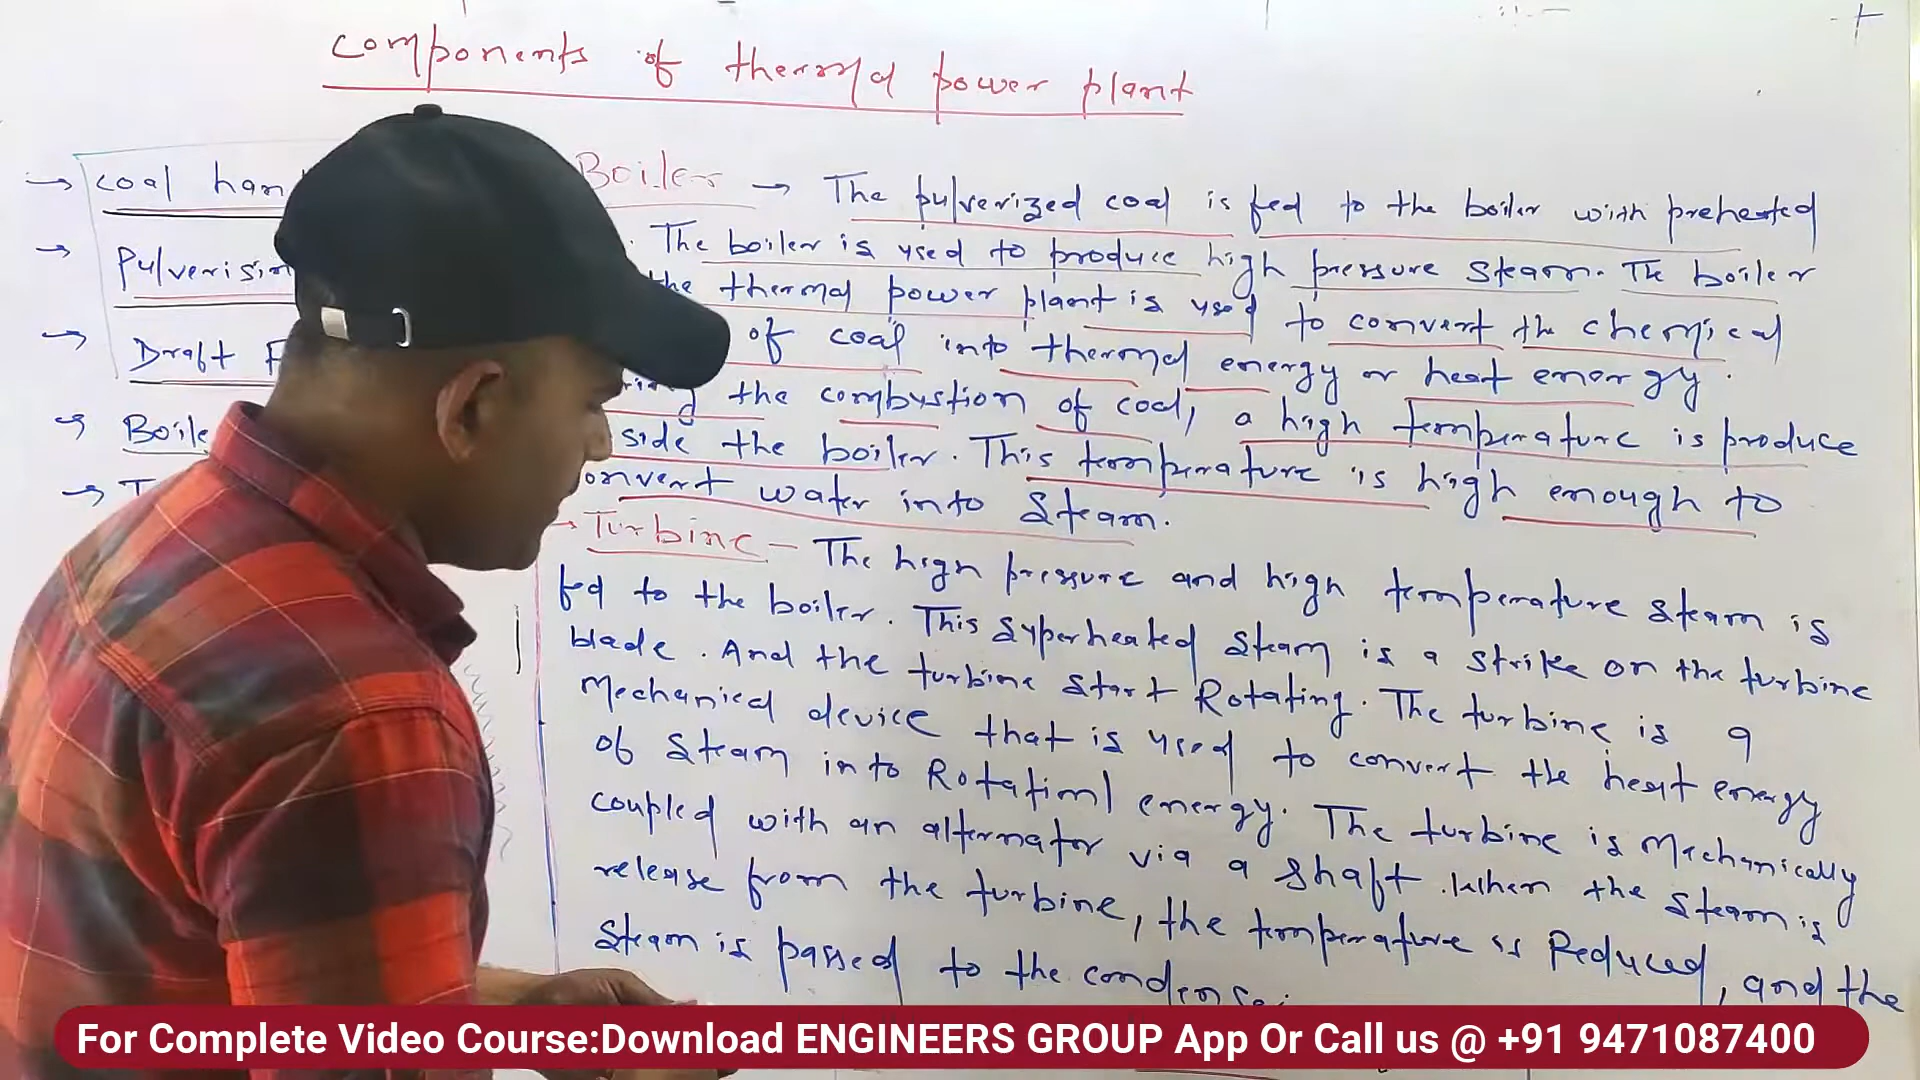 components of thermal power plant
→ coal han
→ Pulverisin
→ Draft F
→ Boile
→ T
Boiler → The pulverized coal is fed to the boiler with preheated
The boiler is used to produce high pressure steam. The boiler
the thermal power plant is used to convert the chemical
of coal into thermal energy or heat energy.
the combustion of coal, a high temperature is produce
side the boiler. This temperature is high enough to
onvert water into steam.
→ Turbine - The high pressure and high temperature steam is
fed to the boiler. This superheated steam is a strike on the turbine
blade. And the turbine start Rotating. The turbine is a
Mechanical device that is used to convert the heat energy
of steam into Rotational energy. The turbine is Mechanically
coupled with an alternator via a shaft. When the steam is
release from the turbine, the temperature is Reduced, and the
steam is passed to the condenser
For Complete Video Course:Download ENGINEERS GROUP App Or Call us @ +91 9471087400